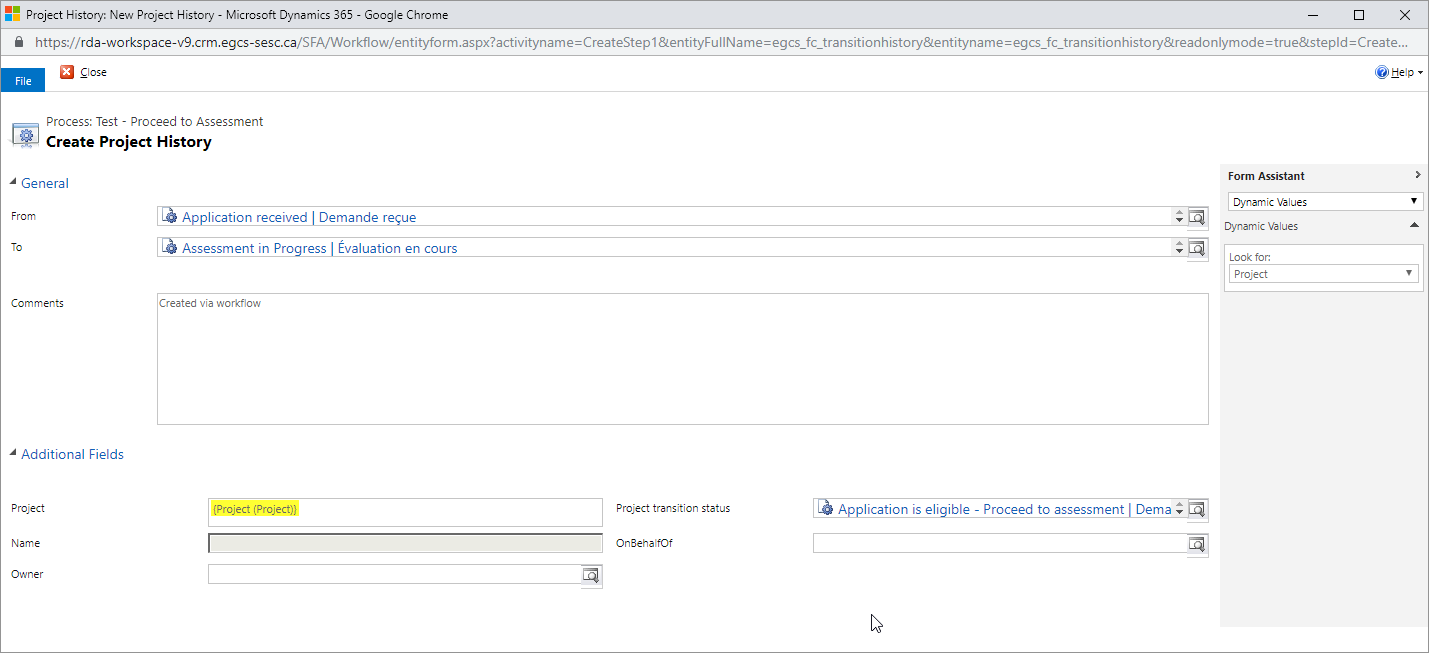 Project History: New Project History - Microsoft Dynamics 365 - Google Chrome
https://rda-workspace-v9.crm.egcs-sesc.ca/SFA/Workflow/entityform.aspx?activityname=CreateStep1&entityFullName=egcs_fc_transitionhistory&entityname=egcs_fc_transitionhistory&readonlymode=true&stepId=Create...
File
Close
Help
Process: Test - Proceed to Assessment
Create Project History
General
From
Application received | Demande reçue
To
Assessment in Progress | Évaluation en cours
Comments
Created via workflow
Additional Fields
Project
{Project (Project)}
Project transition status
Application is eligible - Proceed to assessment | Dema
Name
OnBehalfOf
Owner
Form Assistant
Dynamic Values
Dynamic Values
Look for:
Project